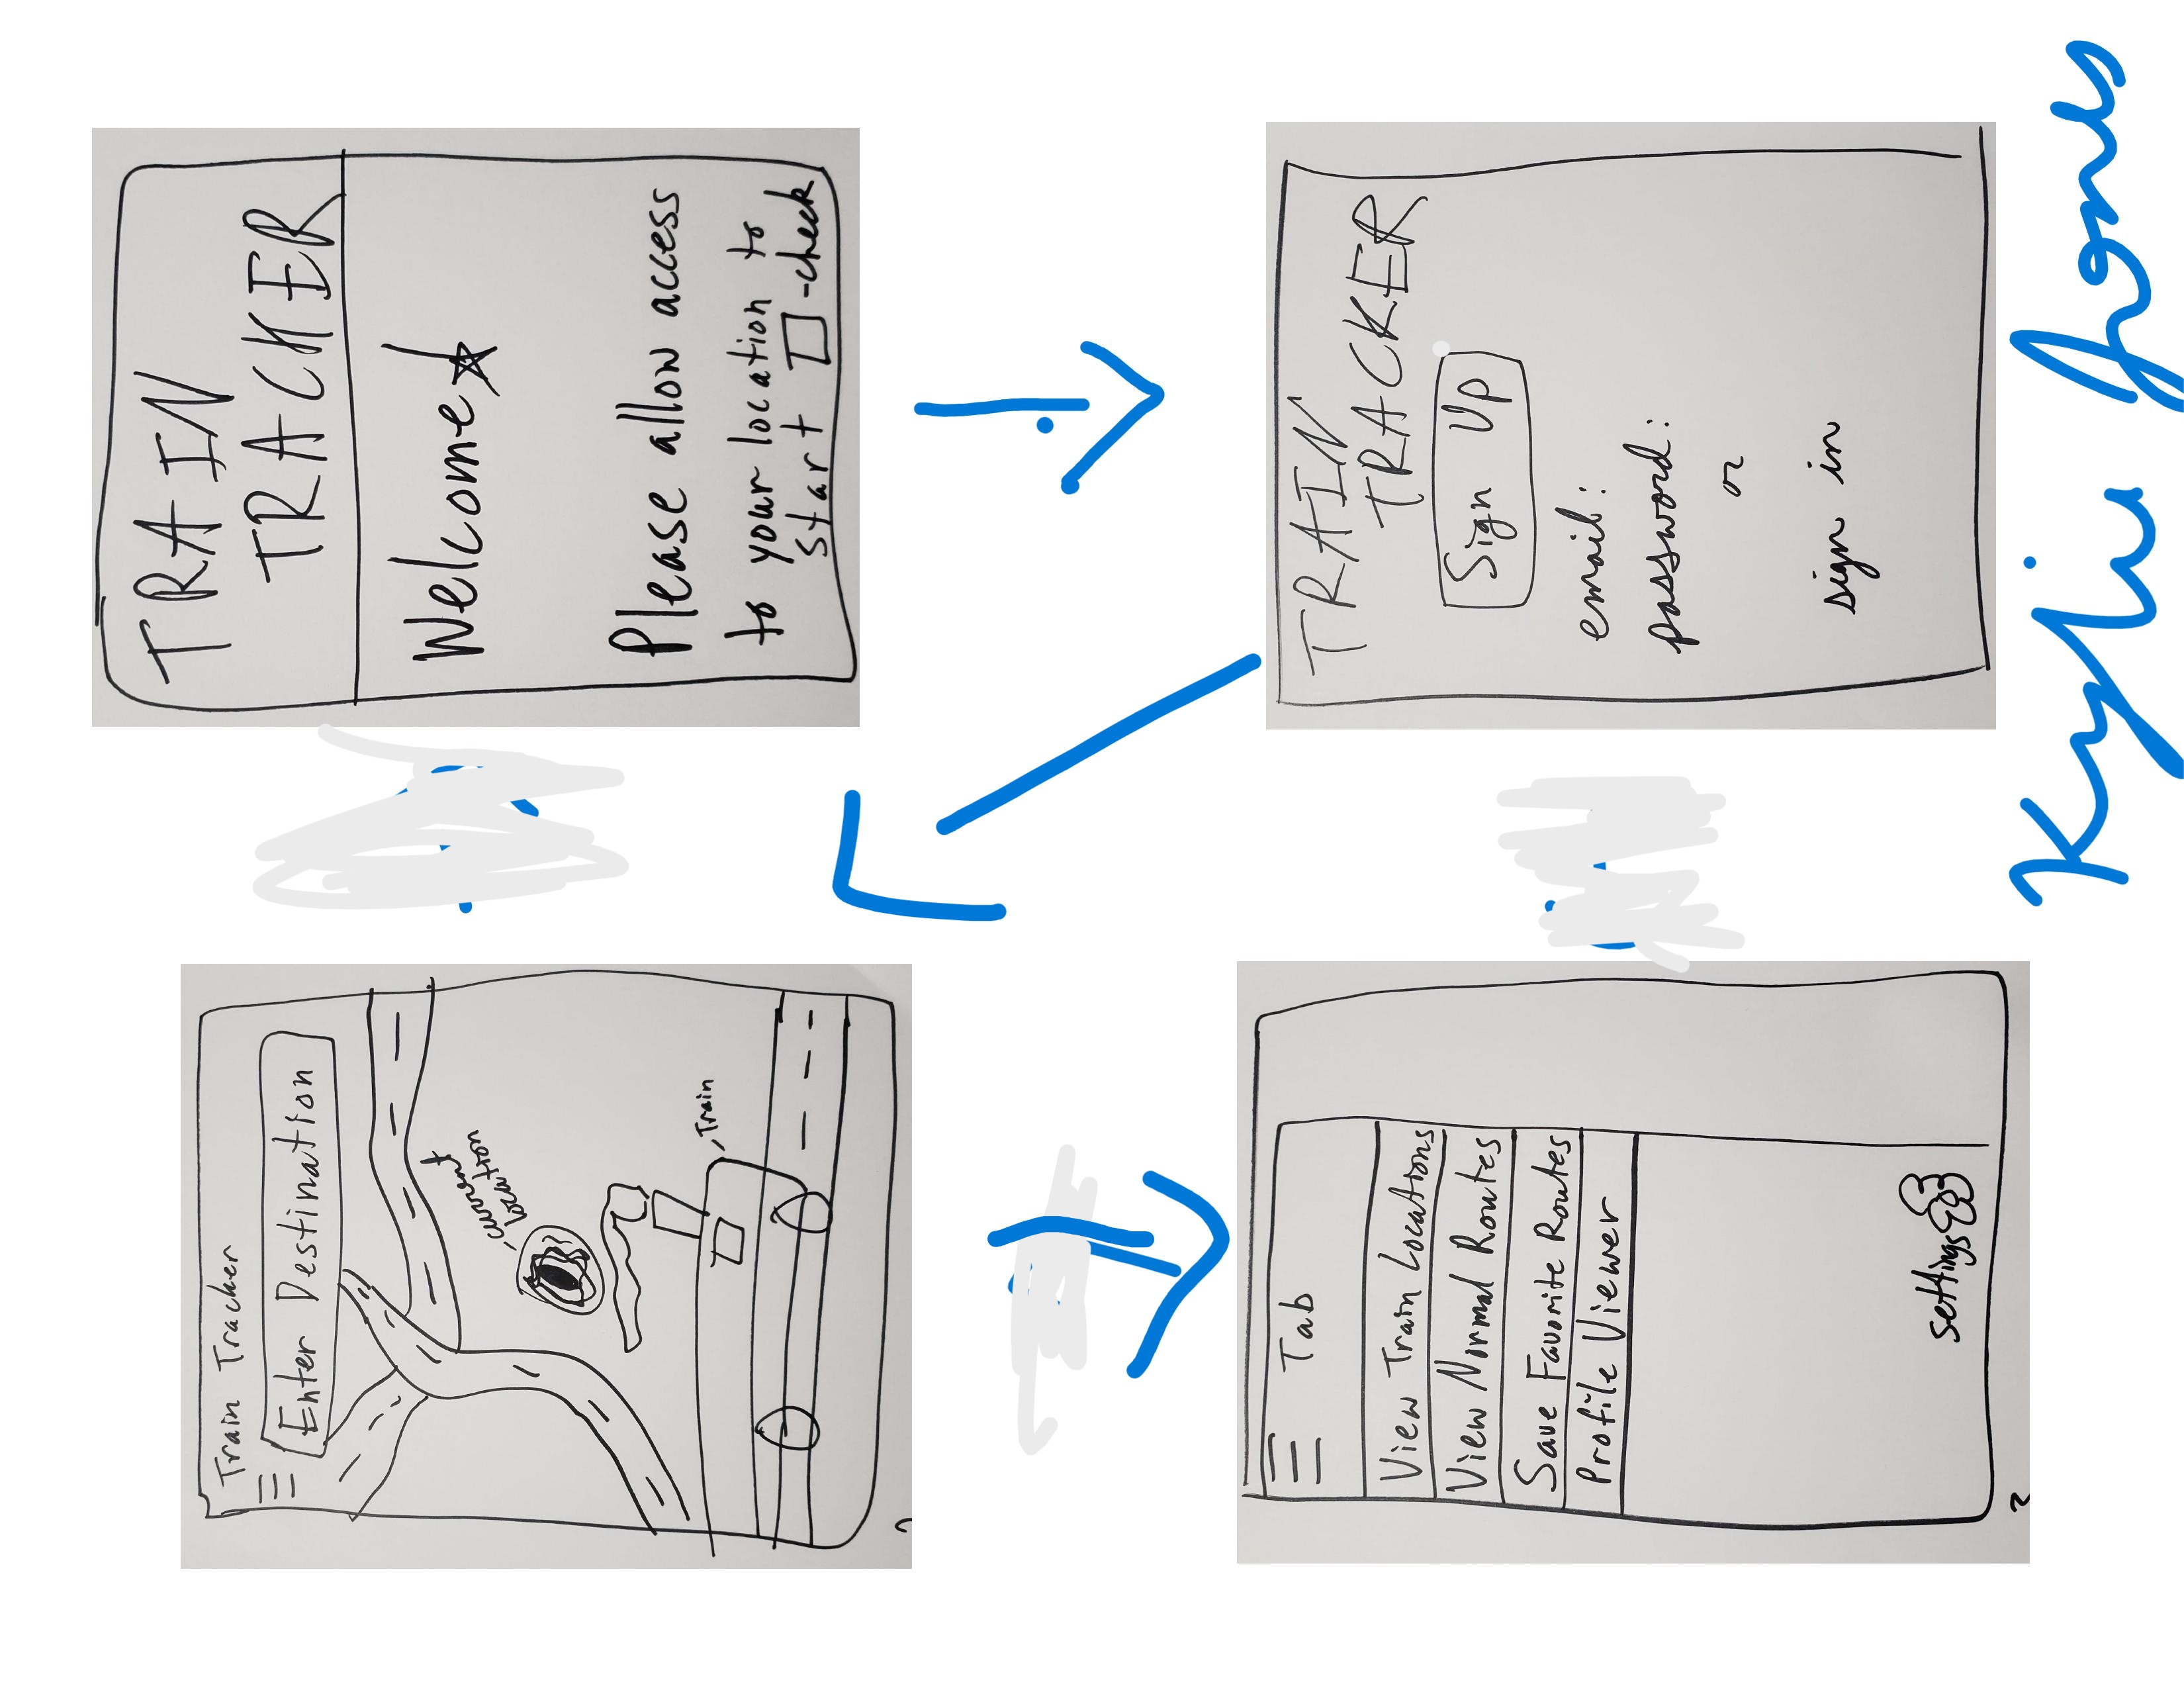 Train Tracker
Enter Destination
current
location
Train
TRAIN
TRACKER
Welcome
Please allow access
to your location to
start -check
Tab
View Train Locations
View Normal Routes
Save Favorite Routes
Profile Viewer
settings
TRAIN
TRACKER
Sign Up
email:
password:
or
sign in
Kylie Jones